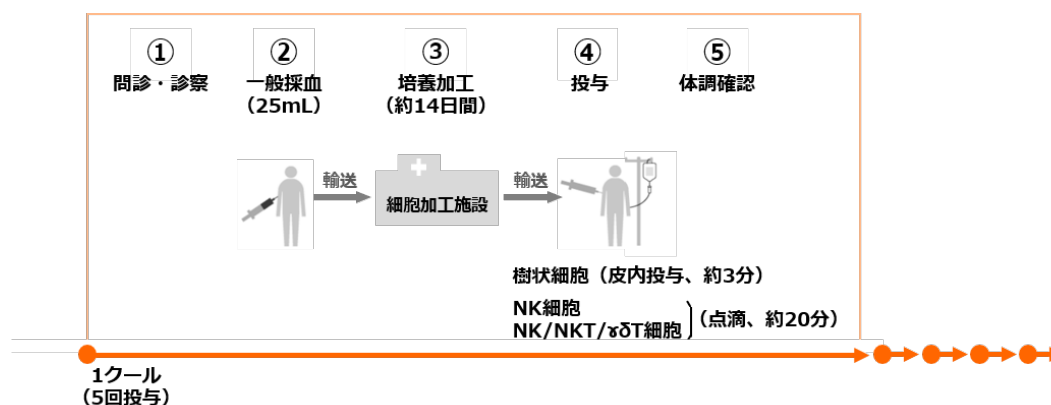 ① ② ③ ④ ⑤
問診・診察 一般採血 培養加工 投与 体調確認
（25mL） （約14日間）
輸送 輸送
細胞加工施設
樹状細胞（皮内投与、約3分）
NK細胞
NK/NKT/γδT細胞 （点滴、約20分）
1クール
（5回投与）